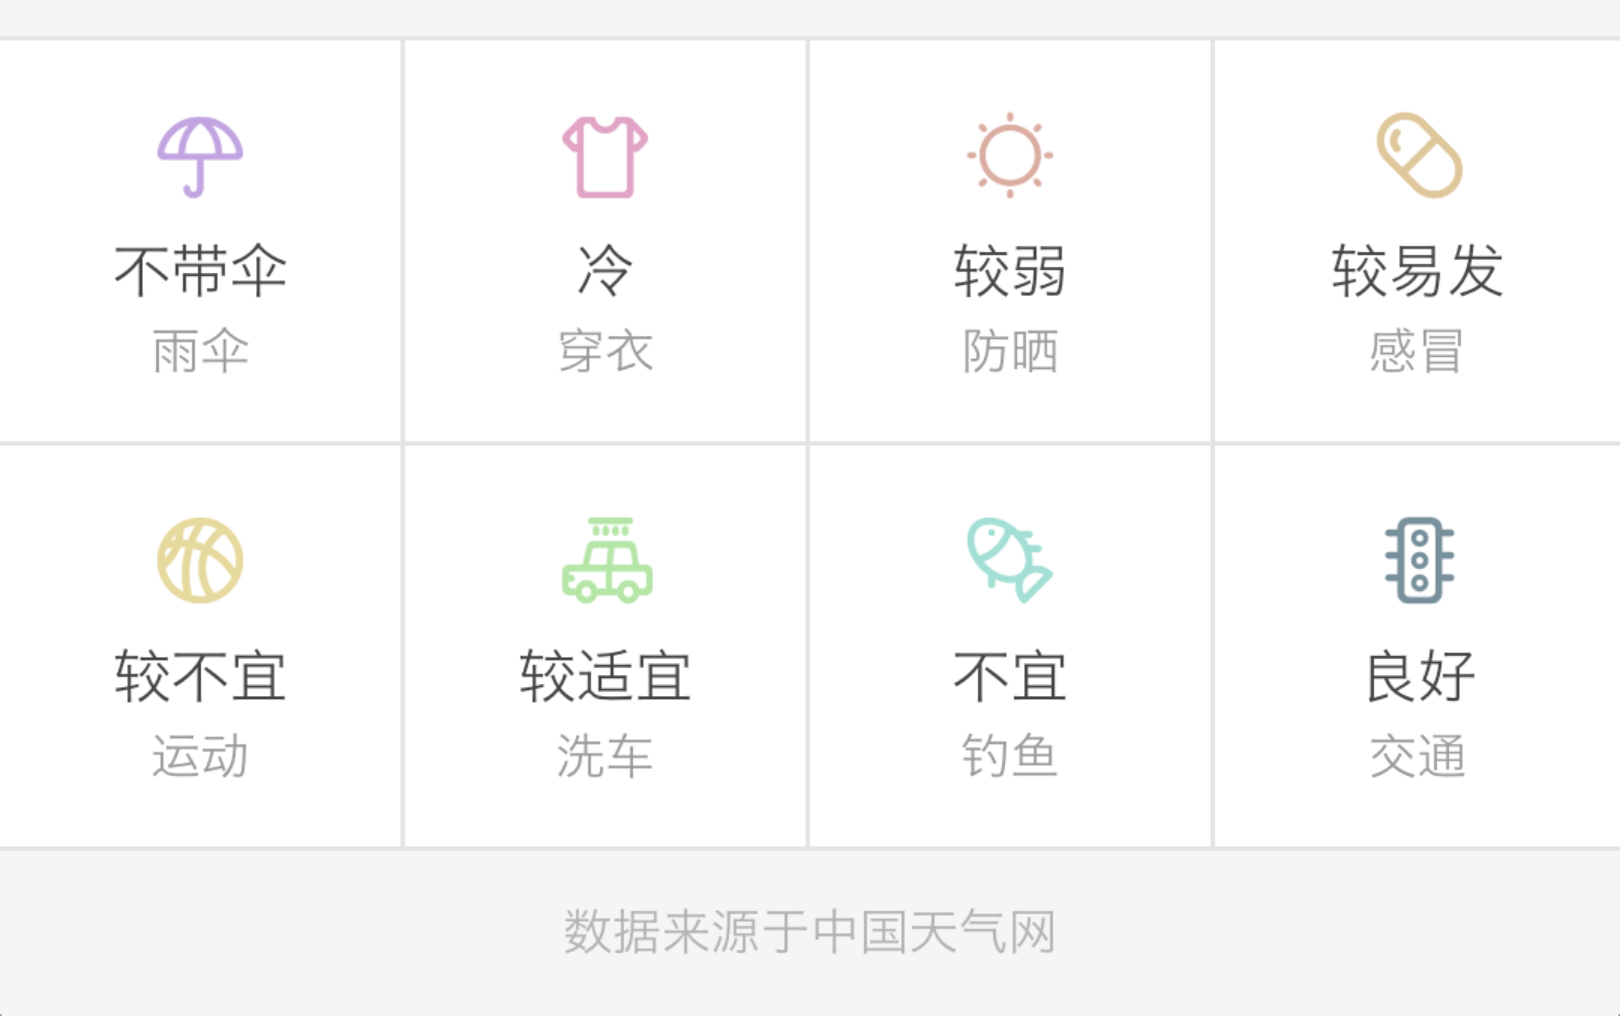 不带伞
雨伞
冷
穿衣
较弱
防晒
较易发
感冒
较不宜
运动
较适宜
洗车
不宜
钓鱼
良好
交通
数据来源于中国天气网